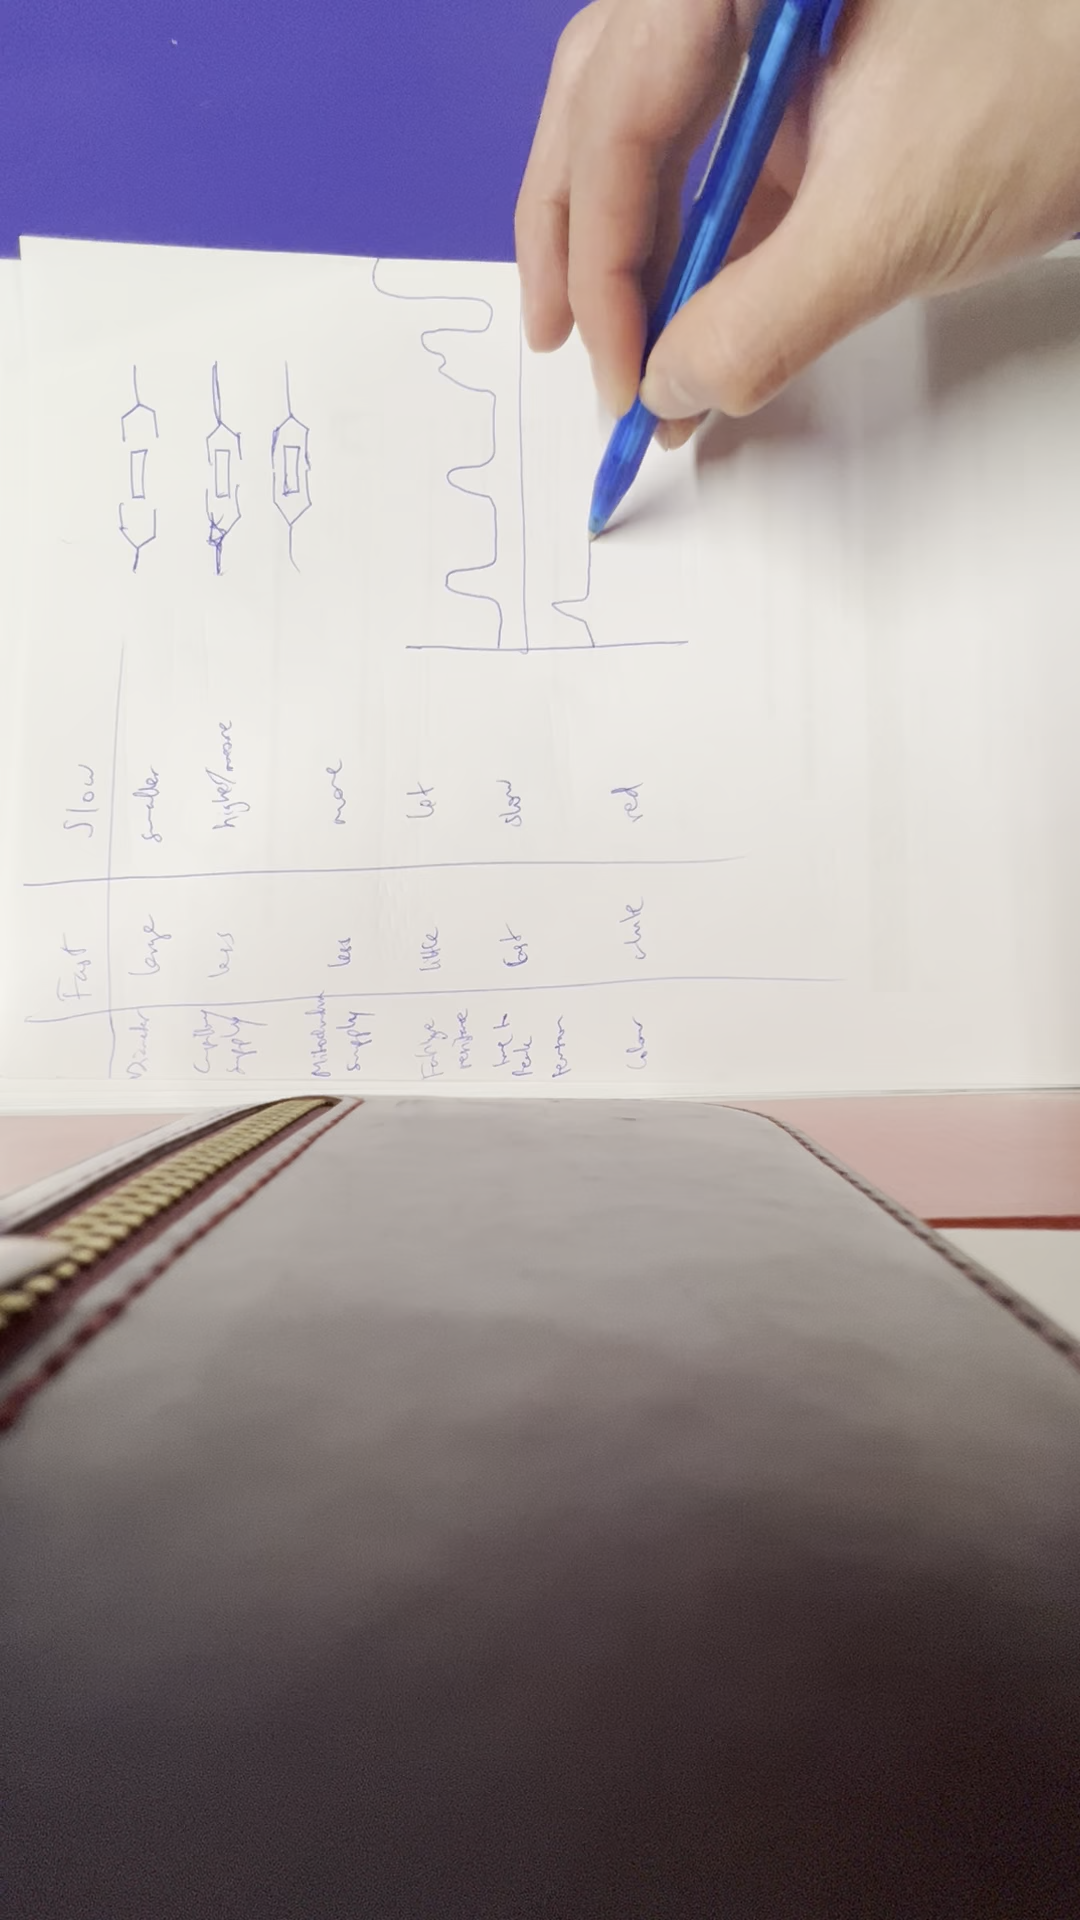 Fast Slow
Diameter large smaller
Capillary supply less higher/more
Mitochondria supply less more
Fatigue resistance little lot
time to Peak tension fast slow
Colour white red